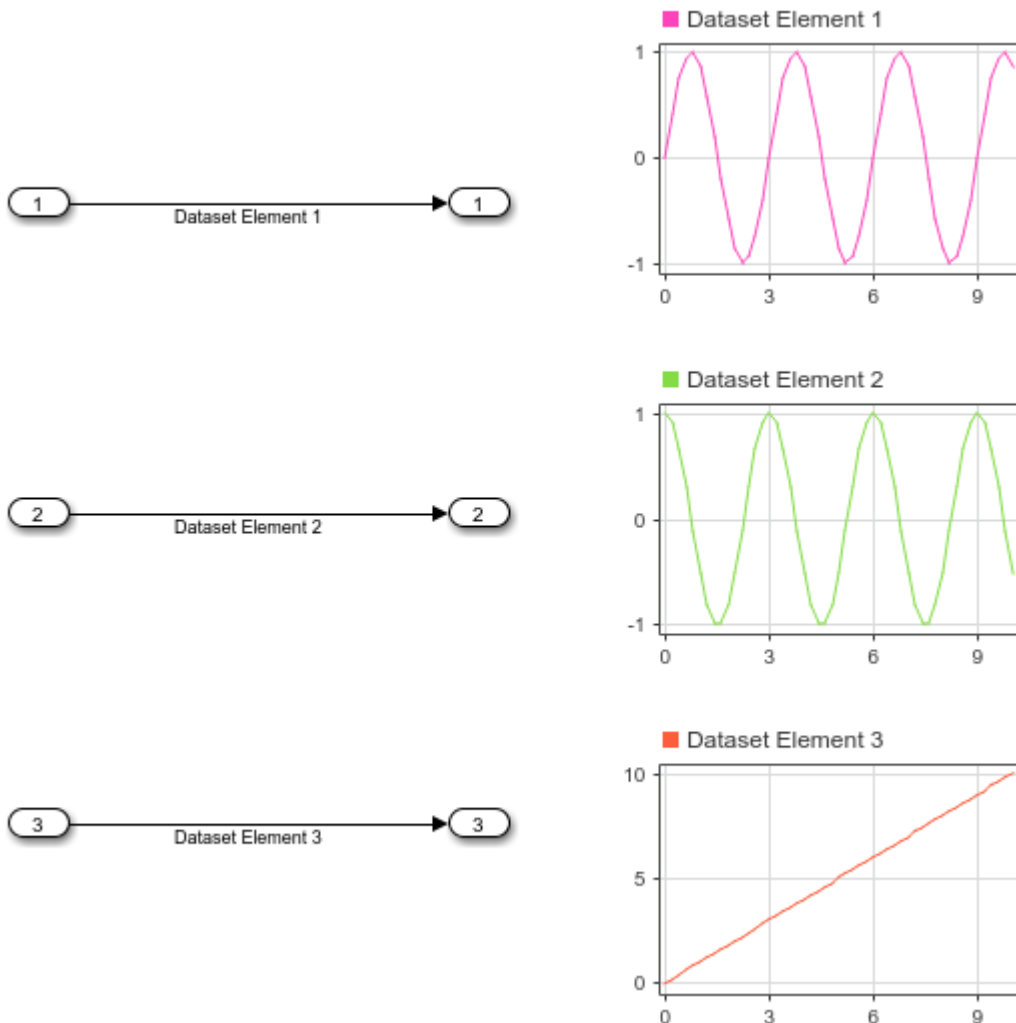 Dataset Element 1
1
0
-1
0 3 6 9
1 1
Dataset Element 1
Dataset Element 2
1
0
-1
0 3 6 9
2 2
Dataset Element 2
Dataset Element 3
10
5
0
0 3 6 9
3 3
Dataset Element 3